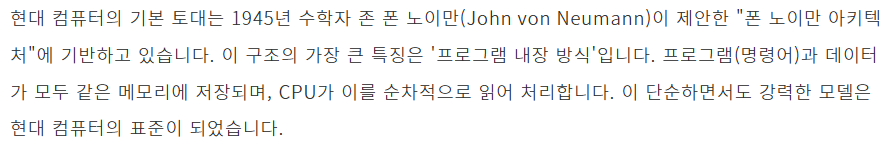 현대 컴퓨터의 기본 토대는 1945년 수학자 존 폰 노이만(John von Neumann)이 제안한 "폰 노이만 아키텍
처"에 기반하고 있습니다. 이 구조의 가장 큰 특징은 '프로그램 내장 방식'입니다. 프로그램(명령어)과 데이터
가 모두 같은 메모리에 저장되며, CPU가 이를 순차적으로 읽어 처리합니다. 이 단순하면서도 강력한 모델은
현대 컴퓨터의 표준이 되었습니다.